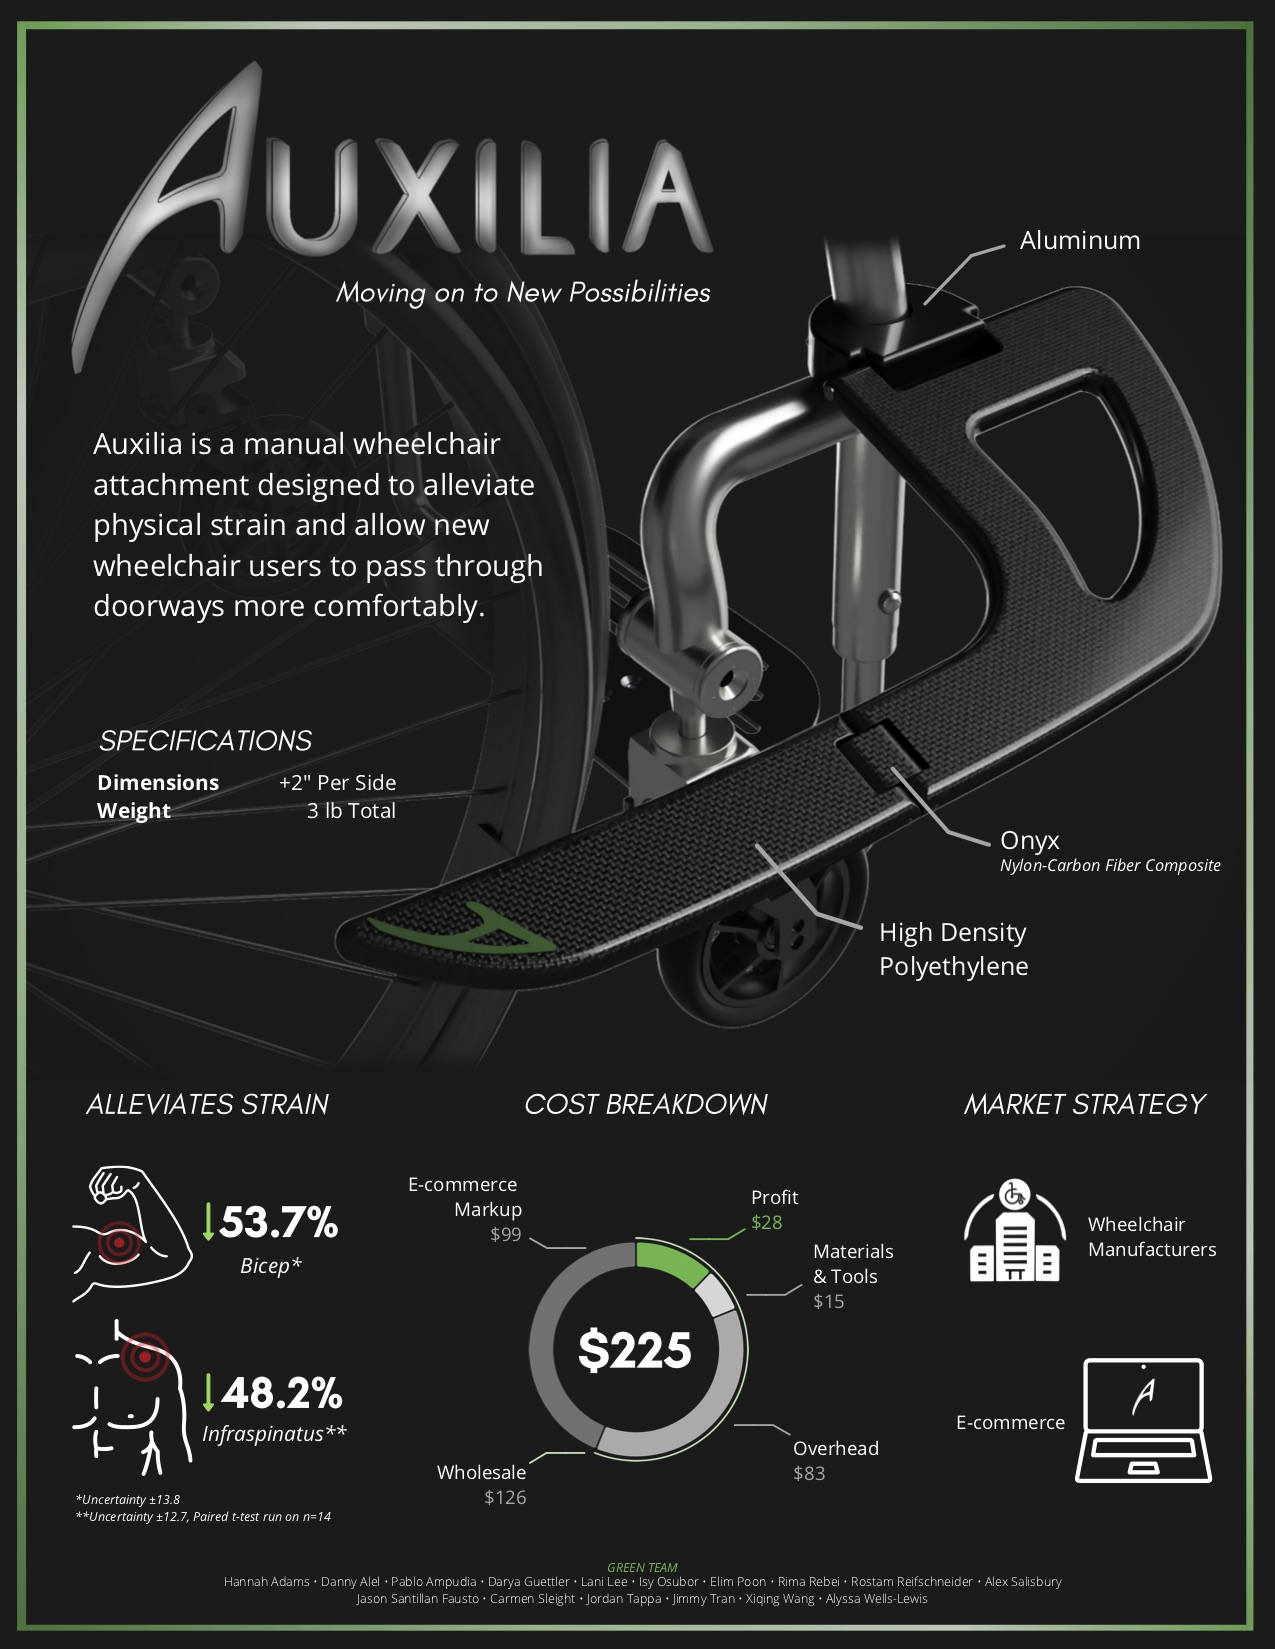 AUXILIA
Moving on to New Possibilities
Aluminum
Auxilia is a manual wheelchair
attachment designed to alleviate
physical strain and allow new
wheelchair users to pass through
doorways more comfortably.
SPECIFICATIONS
Dimensions +2" Per Side
Weight 3 lb Total
Onyx
Nylon-Carbon Fiber Composite
High Density
Polyethylene
ALLEVIATES STRAIN
↓53.7%
Bicep*
↓48.2%
Infraspinatus**
*Uncertainty ±13.8
**Uncertainty ±12.7, Paired t-test run on n=14
COST BREAKDOWN
E-commerce
Markup
$99
Profit
$28
Materials
& Tools
$15
$225
Overhead
$83
Wholesale
$126
MARKET STRATEGY
Wheelchair
Manufacturers
E-commerce
A
GREEN TEAM
Hannah Adams • Danny Alel • Pablo Ampudia • Darya Guettler • Lani Lee • Isy Osubor • Elim Poon • Rima Rebei • Rostam Reifschneider • Alex Salisbury
Jason Santillan Fausto • Carmen Sleight • Jordan Tappa • Jimmy Tran • Xiqing Wang • Alyssa Wells-Lewis